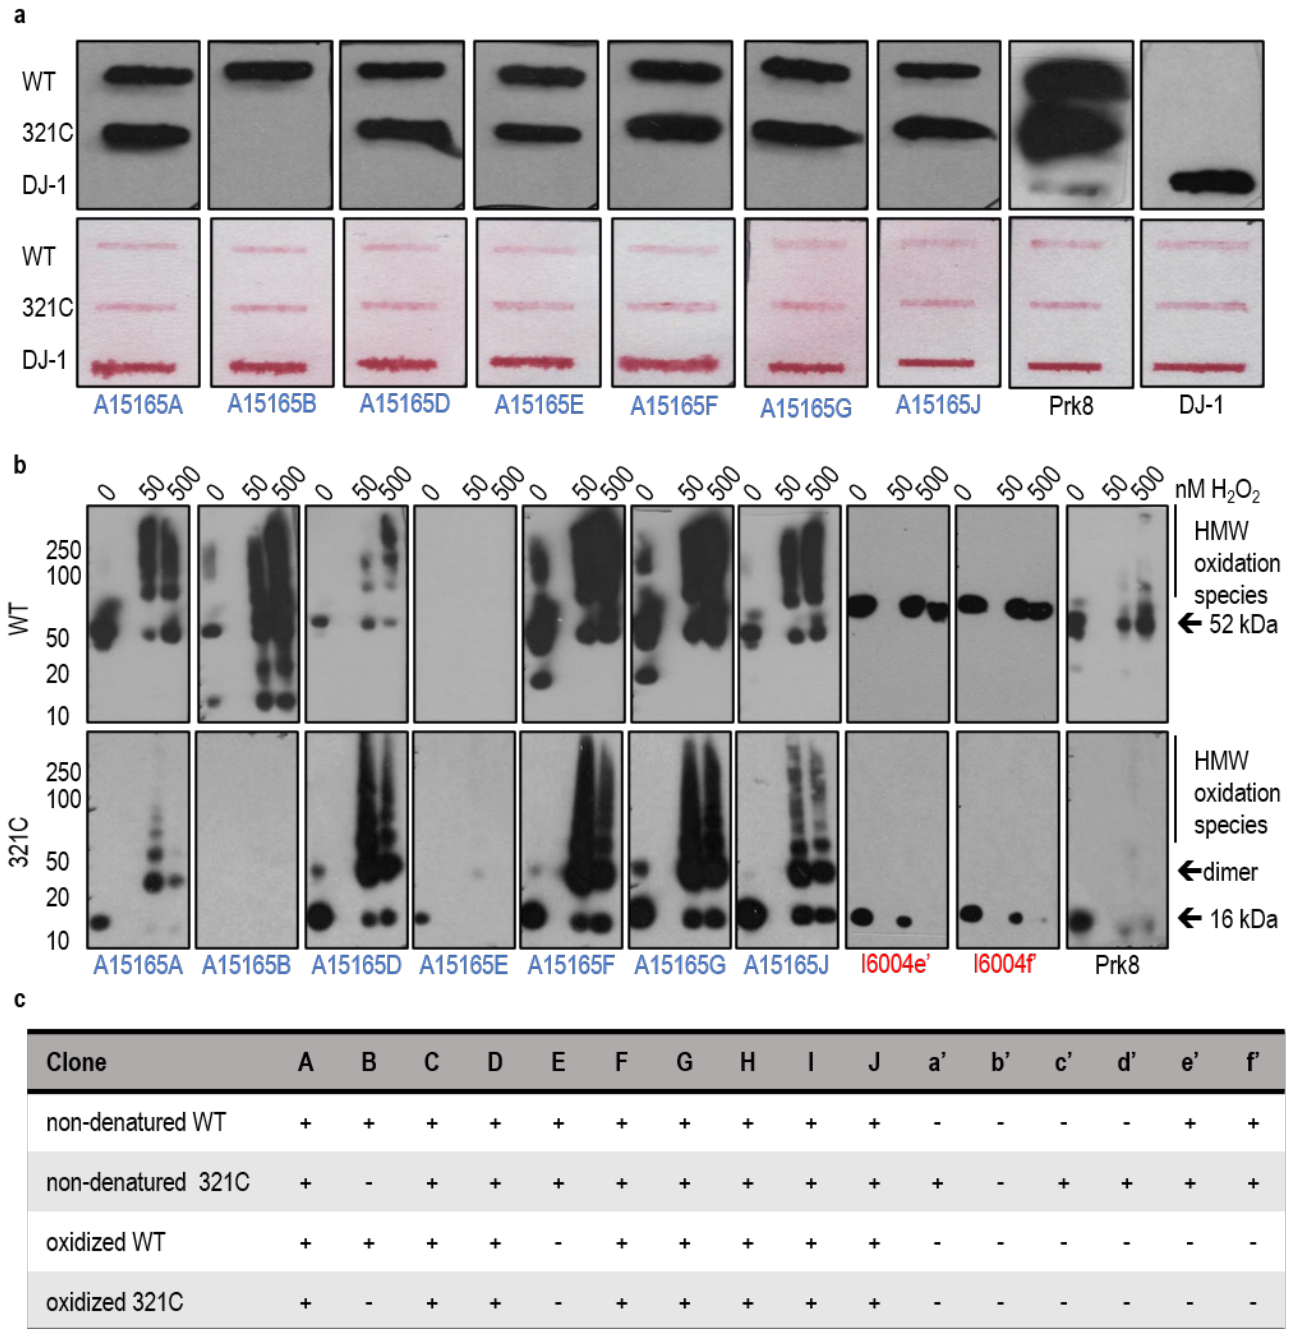 a
WT
321C
DJ-1
WT
321C
DJ-1
A15165A A15165B A15165D A15165E A15165F A15165G A15165J Prk8 DJ-1
b
0 50 500 0 50 500 0 50 500 0 50 500 0 50 500 0 50 500 0 50 500 0 50 500 0 50 500 0 50 500 nM H₂O₂
WT
250
100
50
20
10
HMW
oxidation
species
← 52 kDa
321C
250
100
50
20
10
HMW
oxidation
species
←dimer
← 16 kDa
A15165A A15165B A15165D A15165E A15165F A15165G A15165J I6004e' I6004f' Prk8
c
Clone A B C D E F G H I J a' b' c' d' e' f'
non-denatured WT + + + + + + + + + + - - - - + +
non-denatured 321C + - + + + + + + + + + - + + + +
oxidized WT + + + + - + + + + + - - - - - -
oxidized 321C + - + + - + + + + + - - - - - -